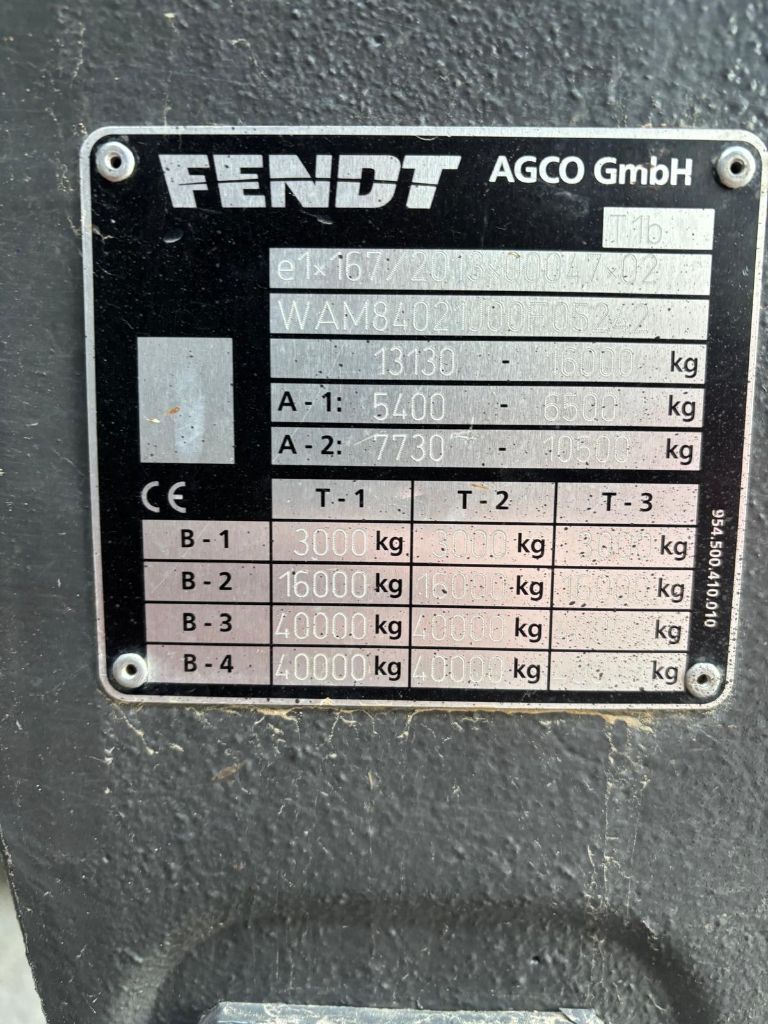 FENDT AGCO GmbH
T1b
e1*167/2013*00047*02
WAM84021J00F05242
13130 - 16000 kg
A - 1: 5400 - 6500 kg
A - 2: 7730 - 10500 kg
CE T - 1 T - 2 T - 3
B - 1 3000 kg 3000 kg 3000 kg
B - 2 16000 kg 16000 kg 16000 kg
B - 3 40000 kg 40000 kg kg
B - 4 40000 kg 40000 kg kg
954.500.410.010